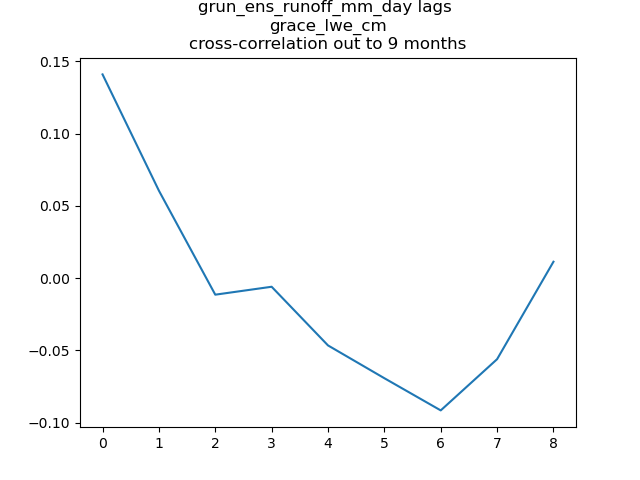 grun_ens_runoff_mm_day lags
grace_lwe_cm
cross-correlation out to 9 months
0.15
0.10
0.05
0.00
−0.05
−0.10
0 1 2 3 4 5 6 7 8